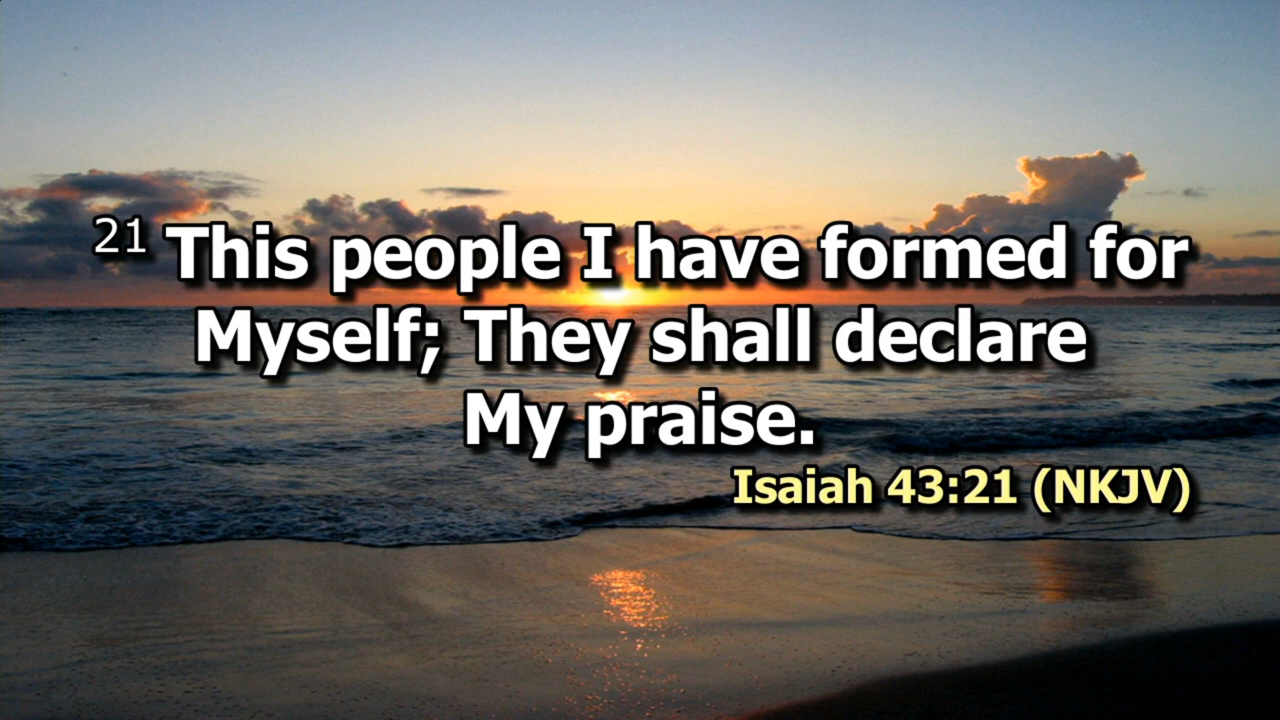 21 This people I have formed for
Myself; They shall declare
My praise.
Isaiah 43:21 (NKJV)